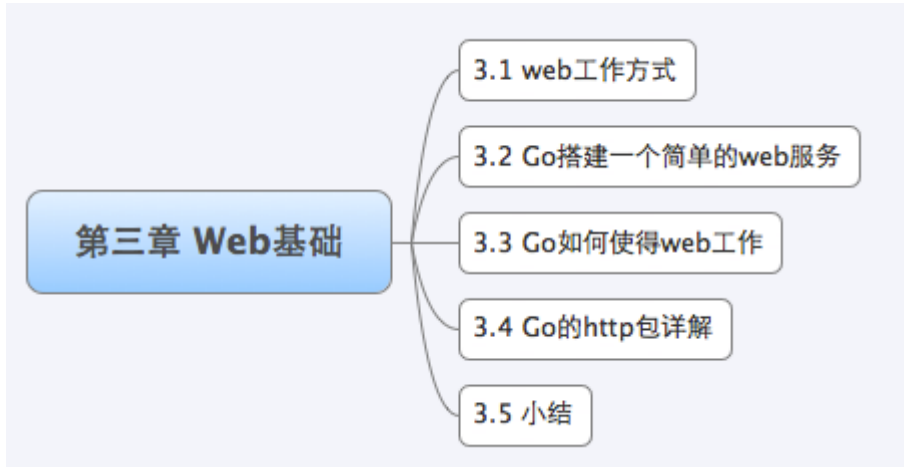 第三章 Web基础
3.1 web工作方式
3.2 Go搭建一个简单的web服务
3.3 Go如何使得web工作
3.4 Go的http包详解
3.5 小结